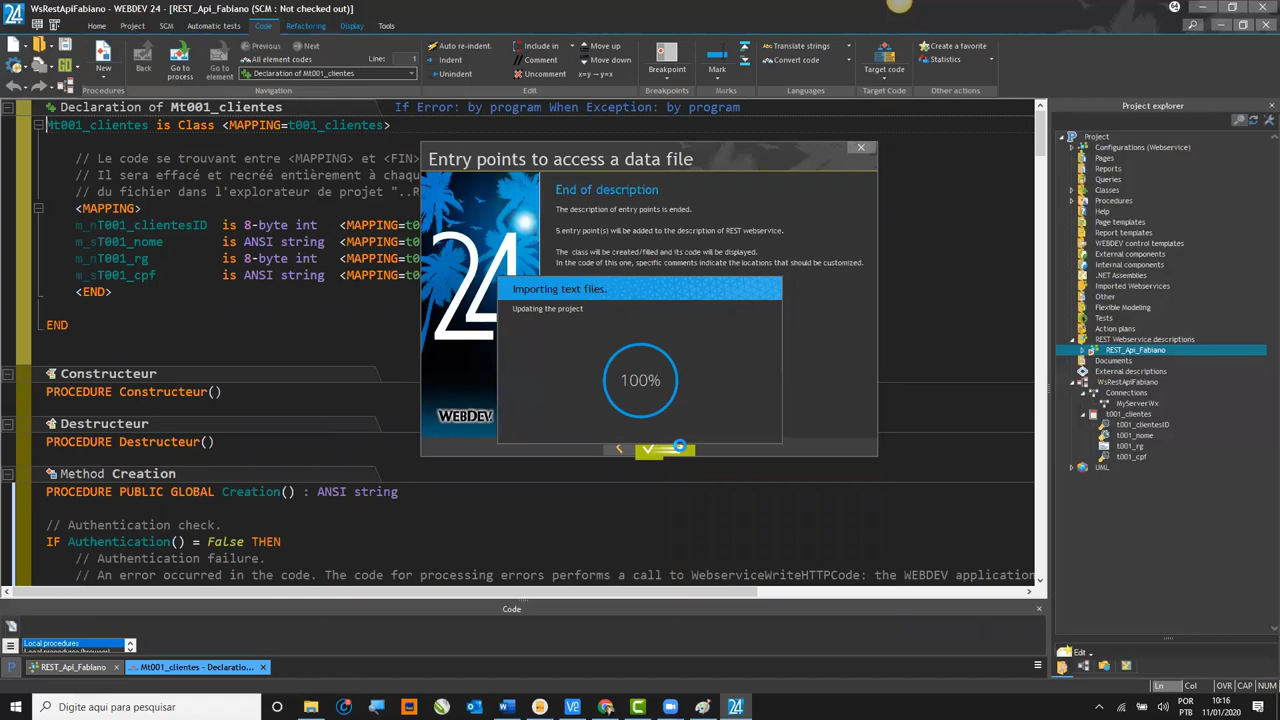 WsRestApiFabiano - WEBDEV 24 - REST_Api_Fabiano (SCM : Not checked out)
Home Project SCM Automatic tests Code Refactoring Display Tools
New
Procedures
Back
Go to process
Go to element
Previous Next
All element codes Line: 1
Declaration of Mt001_clientes
Navigation
Auto re-indent.
Indent
Unindent
Include in
Comment
Uncomment
Move up
Move down
x=y→y=x
Edit
Breakpoint
Breakpoints
Mark
Marks
Translate strings
Convert code
Languages
Target code
Target Code
Create a favorite
Statistics
Other actions
Declaration of Mt001_clientes If Error: by program When Exception: by program
Mt001_clientes is Class <MAPPING=t001_clientes>
// Le code se trouvant entre <MAPPING> et <FIN>
// Il sera effacé et recréé entièrement à chaqu
// du fichier dans l'explorateur de projet "..R
<MAPPING>
m_nT001_clientesID is 8-byte int <MAPPING=t0
m_sT001_nome is ANSI string <MAPPING=t0
m_nT001_rg is 8-byte int <MAPPING=t0
m_sT001_cpf is ANSI string <MAPPING=t0
<END>
END
Constructeur
PROCEDURE Constructeur()
Destructeur
PROCEDURE Destructeur()
Method Creation
PROCEDURE PUBLIC GLOBAL Creation() : ANSI string
// Authentication check.
IF Authentication() = False THEN
// Authentication failure.
// An error occurred in the code. The code for processing errors performs a call to WebserviceWriteHTTPCode: the WEBDEV application
Entry points to access a data file
End of description
The description of entry points is ended.
5 entry point(s) will be added to the description of REST webservice.
The class will be created/filled and its code will be displayed.
In the code of this one, specific comments indicate the locations that should be customized.
24
WEBDEV
Importing text files.
Updating the project
100%
Project explorer
Project
Configurations (Webservice)
Pages
Reports
Queries
Classes
Procedures
Help
Page templates
Report templates
WEBDEV control templates
External components
Internal components
.NET Assemblies
Imported Webservices
Other
Flexible Modeling
Tests
Action plans
REST Webservice descriptions
REST_Api_Fabiano
Documents
External descriptions
WsRestApiFabiano
Connections
MyServerWx
t001_clientes
t001_clientesID
t001_nome
t001_rg
t001_cpf
UML
Edit
Code
Local procedures
REST_Api_Fabiano Mt001_clientes - Declaratio...
Ln Col OVR CAP NUM
Digite aqui para pesquisar
POR
PTB
10:16
11/01/2020